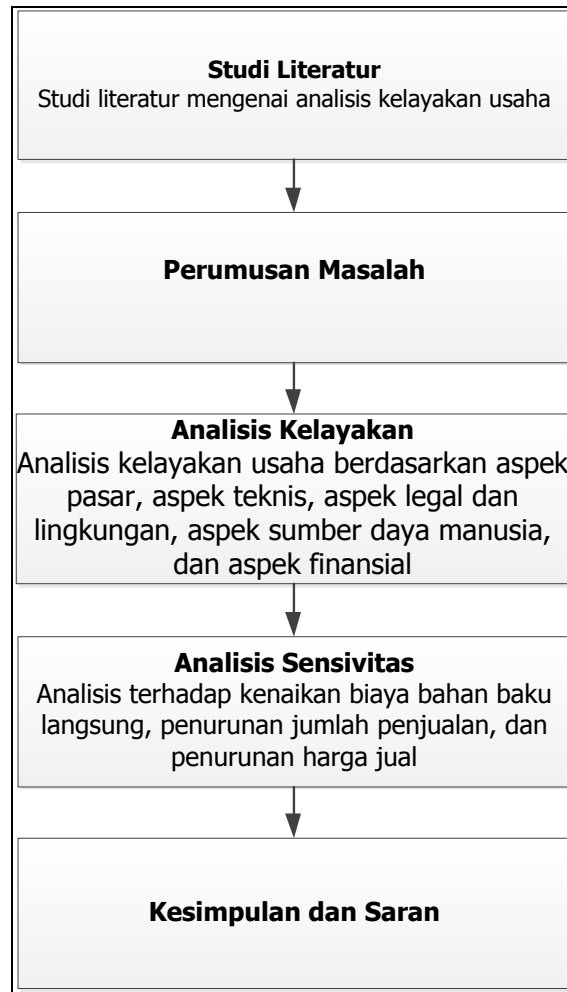 Studi Literatur
Studi literatur mengenai analisis kelayakan usaha
Perumusan Masalah
Analisis Kelayakan
Analisis kelayakan usaha berdasarkan aspek
pasar, aspek teknis, aspek legal dan
lingkungan, aspek sumber daya manusia,
dan aspek finansial
Analisis Sensivitas
Analisis terhadap kenaikan biaya bahan baku
langsung, penurunan jumlah penjualan, dan
penurunan harga jual
Kesimpulan dan Saran